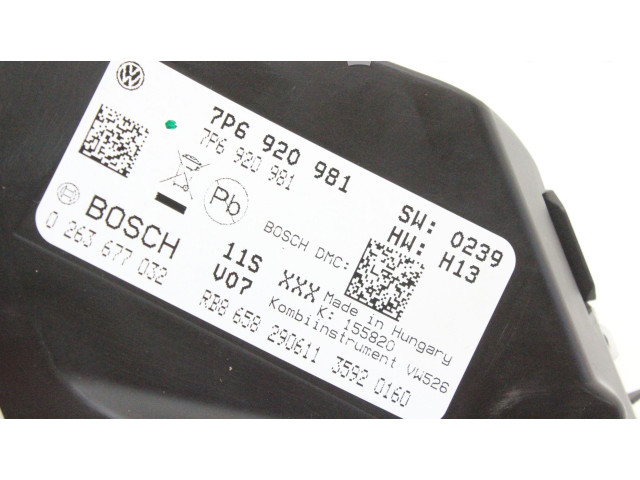 7P6 920 981
7P6 920 981
Pb
BOSCH
0 263 677 032
BOSCH DMC:
SW: 0239
HW: H13
11S
V07
XXX
Made in Hungary
K: 155820
Kombiinstrument VW526
RB8 658 290611 3592 0160